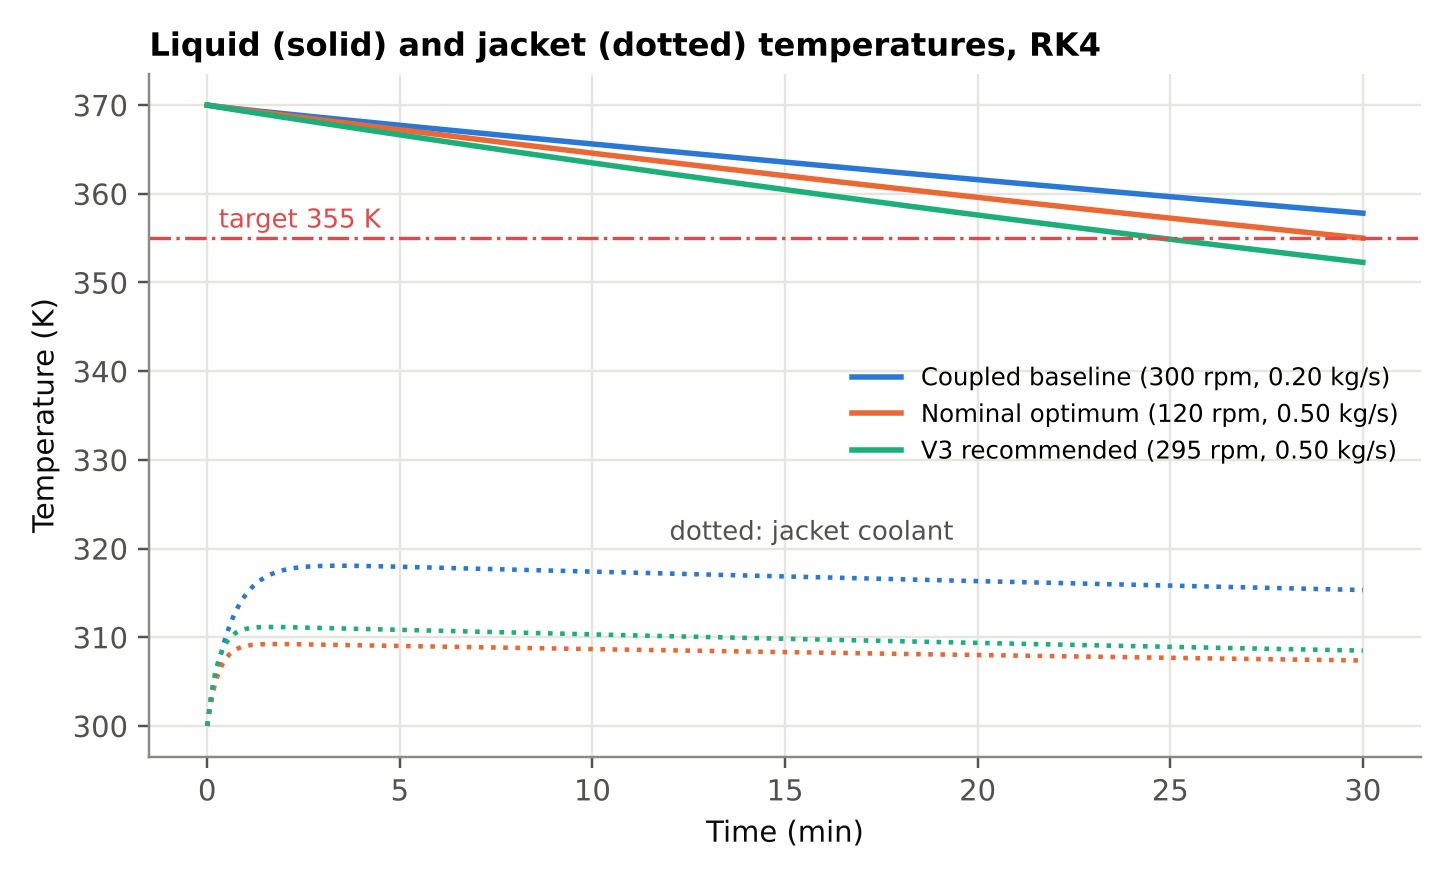 Liquid (solid) and jacket (dotted) temperatures, RK4
370
360
350
340
330
320
310
300
Temperature (K)
target 355 K
Coupled baseline (300 rpm, 0.20 kg/s)
Nominal optimum (120 rpm, 0.50 kg/s)
V3 recommended (295 rpm, 0.50 kg/s)
dotted: jacket coolant
0 5 10 15 20 25 30
Time (min)